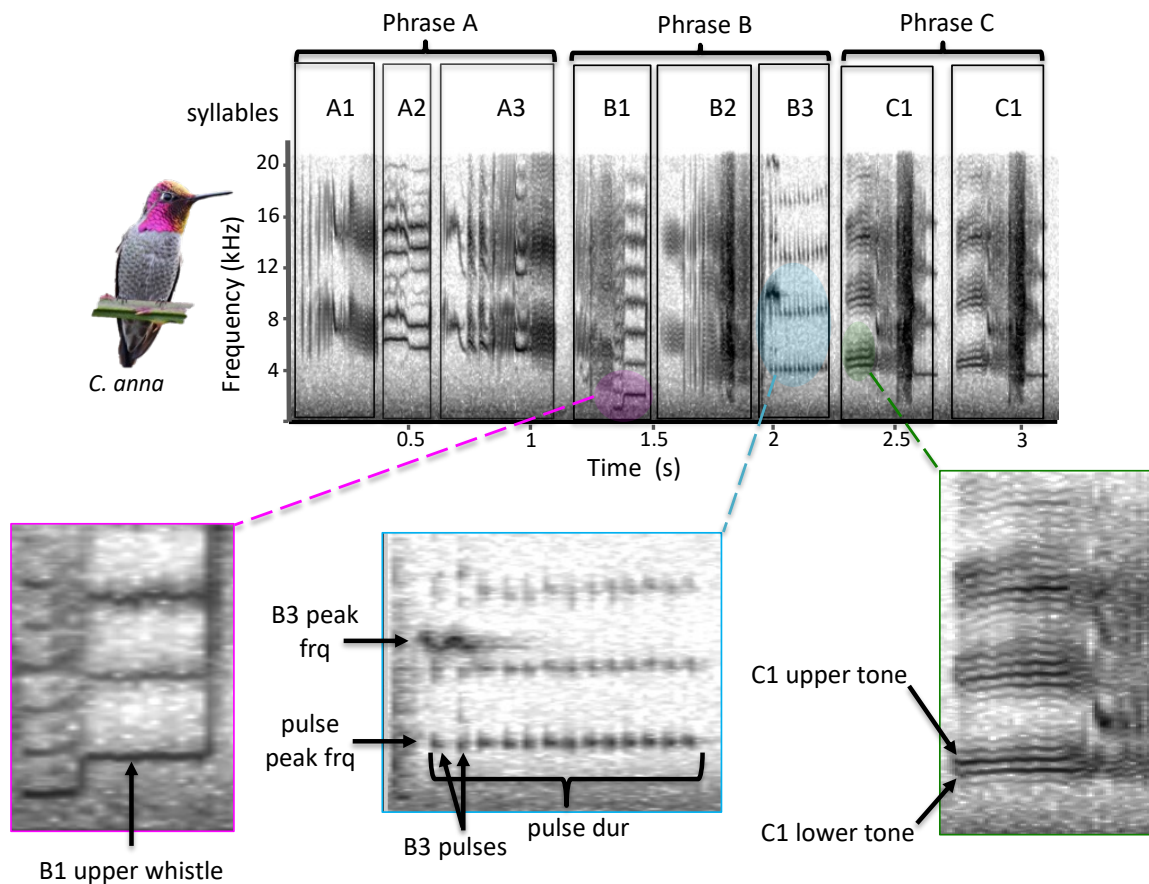 Phrase A
Phrase B
Phrase C
syllables
A1
A2
A3
B1
B2
B3
C1
C1
Frequency (kHz)
20
16
12
8
4
0.5
1
1.5
2
2.5
3
Time (s)
C. anna
B3 peak
frq
pulse
peak frq
B3 pulses
pulse dur
B1 upper whistle
C1 upper tone
C1 lower tone